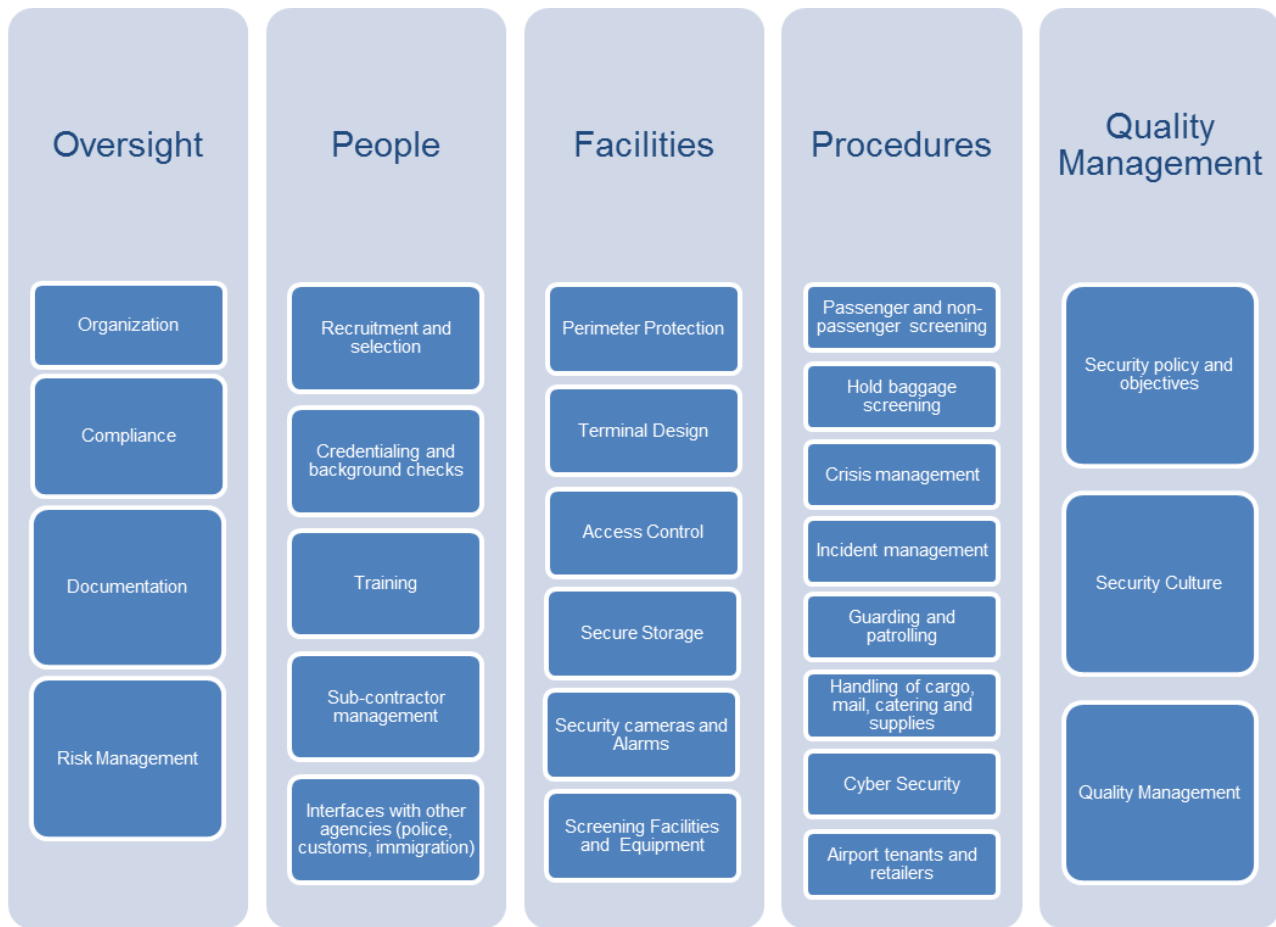 Oversight
Organization
Compliance
Documentation
Risk Management
People
Recruitment and
selection
Credentialing and
background checks
Training
Sub-contractor
management
Interfaces with other
agencies (police,
customs, immigration)
Facilities
Perimeter Protection
Terminal Design
Access Control
Secure Storage
Security cameras and
Alarms
Screening Facilities
and Equipment
Procedures
Passenger and non-
passenger screening
Hold baggage
screening
Crisis management
Incident management
Guarding and
patrolling
Handling of cargo,
mail, catering and
supplies
Cyber Security
Airport tenants and
retailers
Quality
Management
Security policy and
objectives
Security Culture
Quality Management